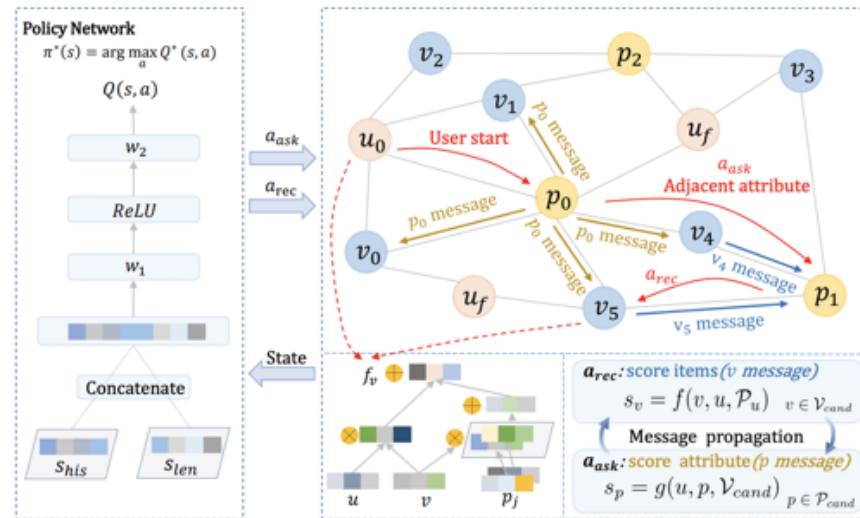 Policy Network
π*(s) = arg max Q*(s, a)
a
Q(s, a)
w₂
ReLU
w₁
Concatenate
s_his
s_len
a_ask
a_rec
State
v₂
p₂
v₃
v₁
u₀
User start
p₀ message
u_f
a_ask
Adjacent attribute
p₀
p₀ message
p₀ message
p₀ message
v₀
v₄
v₄ message
a_rec
u_f
v₅
v₅ message
p₁
f_v
u
v
p_j
a_rec: score items (v message)
s_v = f(v, u, 𝒫_u) v ∈ 𝒱_cand
Message propagation
a_ask: score attribute (p message)
s_p = g(u, p, 𝒱_cand) p ∈ 𝒫_cand